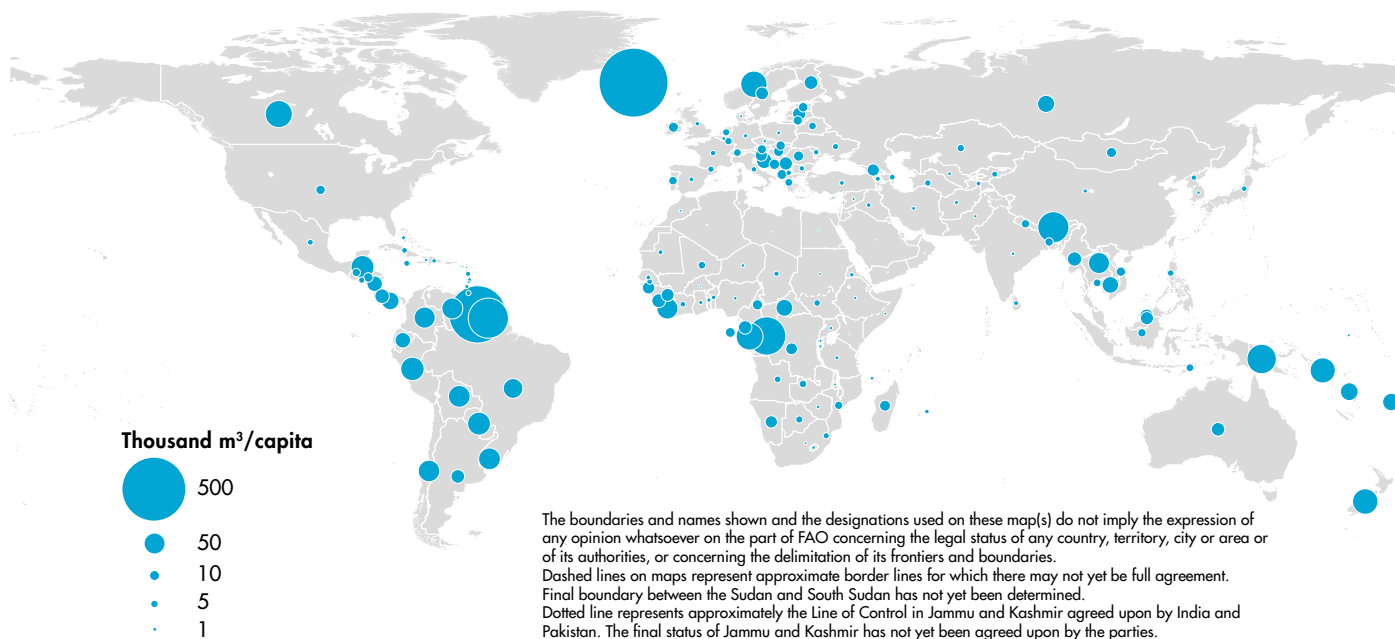 Thousand m³/capita
500
50
10
5
1
The boundaries and names shown and the designations used on these map(s) do not imply the expression of
any opinion whatsoever on the part of FAO concerning the legal status of any country, territory, city or area or
of its authorities, or concerning the delimitation of its frontiers and boundaries.
Dashed lines on maps represent approximate border lines for which there may not yet be full agreement.
Final boundary between the Sudan and South Sudan has not yet been determined.
Dotted line represents approximately the Line of Control in Jammu and Kashmir agreed upon by India and
Pakistan. The final status of Jammu and Kashmir has not yet been agreed upon by the parties.